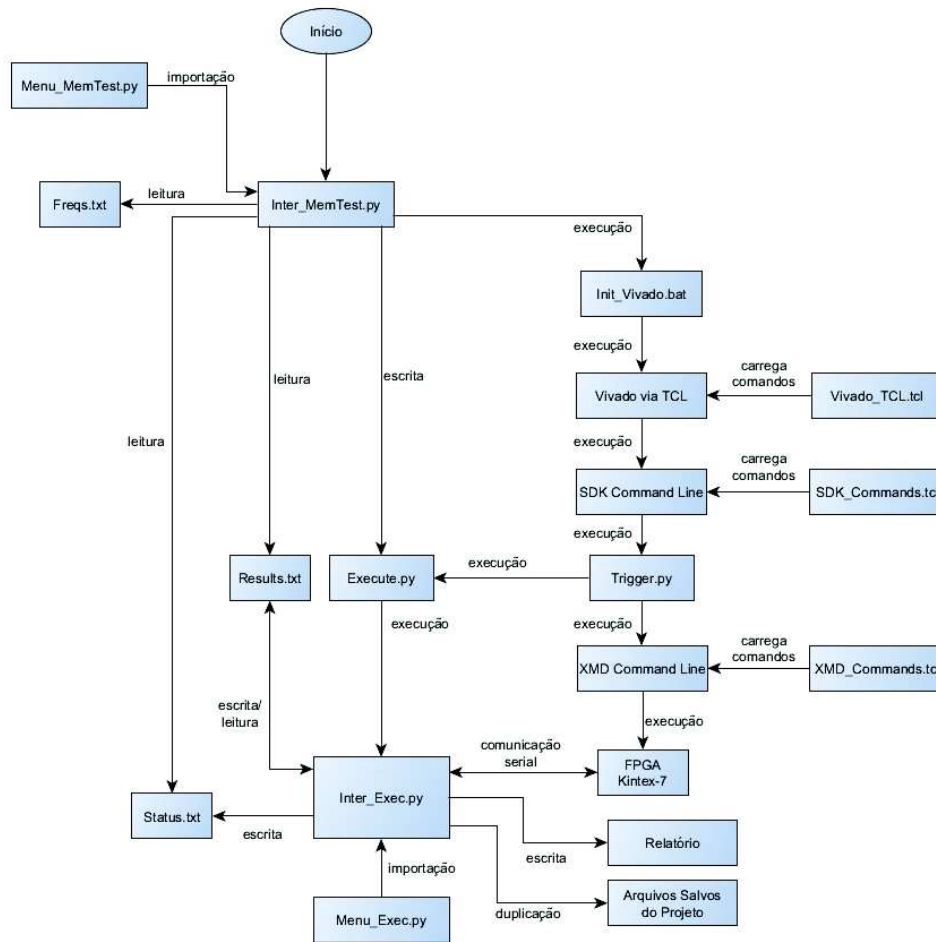 Início
importação
Menu_MemTest.py
leitura
Freqs.txt
Inter_MemTest.py
execução
Init_Vivado.bat
execução
carrega
comandos
leitura
escrita
Vivado via TCL
Vivado_TCL.tcl
leitura
execução
carrega
comandos
SDK Command Line
SDK_Commands.tc
execução
execução
Results.txt
Execute.py
Trigger.py
execução
execução
carrega
comandos
XMD Command Line
XMD_Commands.tc
escrita/
leitura
execução
comunicação
serial
FPGA
Kintex-7
Inter_Exec.py
Status.txt
escrita
Relatório
escrita
importação
Arquivos Salvos
do Projeto
Menu_Exec.py
duplicação